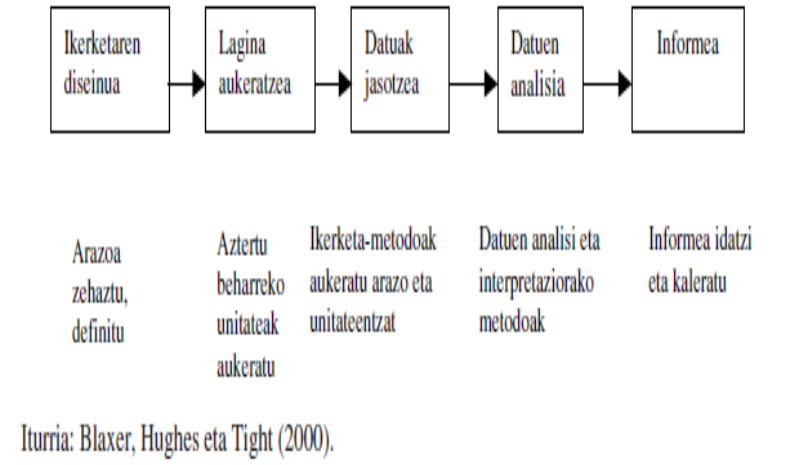 Ikerketaren
diseinua
Lagina
aukeratzea
Datuak
jasotzea
Datuen
analisia
Informea
Arazoa
zehaztu,
definitu
Aztertu
beharreko
unitateak
aukeratu
Ikerketa-metodoak
aukeratu arazo eta
unitateentzat
Datuen analisi eta
interpretaziorako
metodoak
Informea idatzi
eta kaleratu
Iturria: Blaxer, Hughes eta Tight (2000).